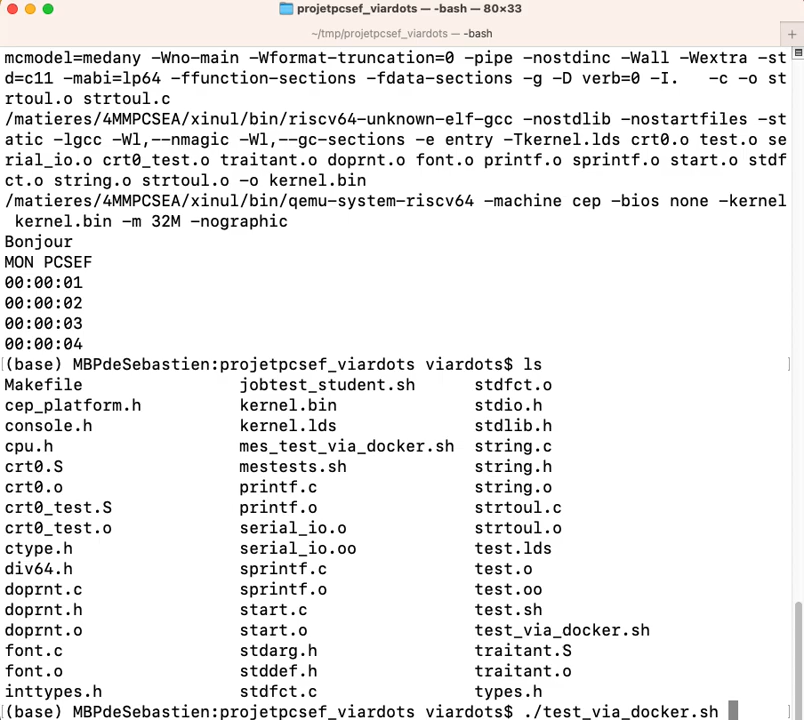 projetpcsef_viardots — -bash — 80×33
~/tmp/projetpcsef_viardots — -bash
+
mcmodel=medany -Wno-main -Wformat-truncation=0 -pipe -nostdinc -Wall -Wextra -st
d=c11 -mabi=lp64 -ffunction-sections -fdata-sections -g -D verb=0 -I.   -c -o st
rtoul.o strtoul.c
/matieres/4MMPCSEA/xinul/bin/riscv64-unknown-elf-gcc -nostdlib -nostartfiles -st
atic -lgcc -Wl,--nmagic -Wl,--gc-sections -e entry -Tkernel.lds crt0.o test.o se
rial_io.o crt0_test.o traitant.o doprnt.o font.o printf.o sprintf.o start.o stdf
ct.o string.o strtoul.o -o kernel.bin
/matieres/4MMPCSEA/xinul/bin/qemu-system-riscv64 -machine cep -bios none -kernel
 kernel.bin -m 32M -nographic
Bonjour
MON PCSEF
00:00:01
00:00:02
00:00:03
00:00:04
(base) MBPdeSebastien:projetpcsef_viardots viardots$ ls
Makefile                jobtest_student.sh      stdfct.o
cep_platform.h          kernel.bin              stdio.h
console.h               kernel.lds              stdlib.h
cpu.h                   mes_test_via_docker.sh  string.c
crt0.S                  mestests.sh             string.h
crt0.o                  printf.c                string.o
crt0_test.S             printf.o                strtoul.c
crt0_test.o             serial_io.o             strtoul.o
ctype.h                 serial_io.oo            test.lds
div64.h                 sprintf.c               test.o
doprnt.c                sprintf.o               test.oo
doprnt.h                start.c                 test.sh
doprnt.o                start.o                 test_via_docker.sh
font.c                  stdarg.h                traitant.S
font.o                  stddef.h                traitant.o
inttypes.h              stdfct.c                types.h
(base) MBPdeSebastien:projetpcsef_viardots viardots$ ./test_via_docker.sh